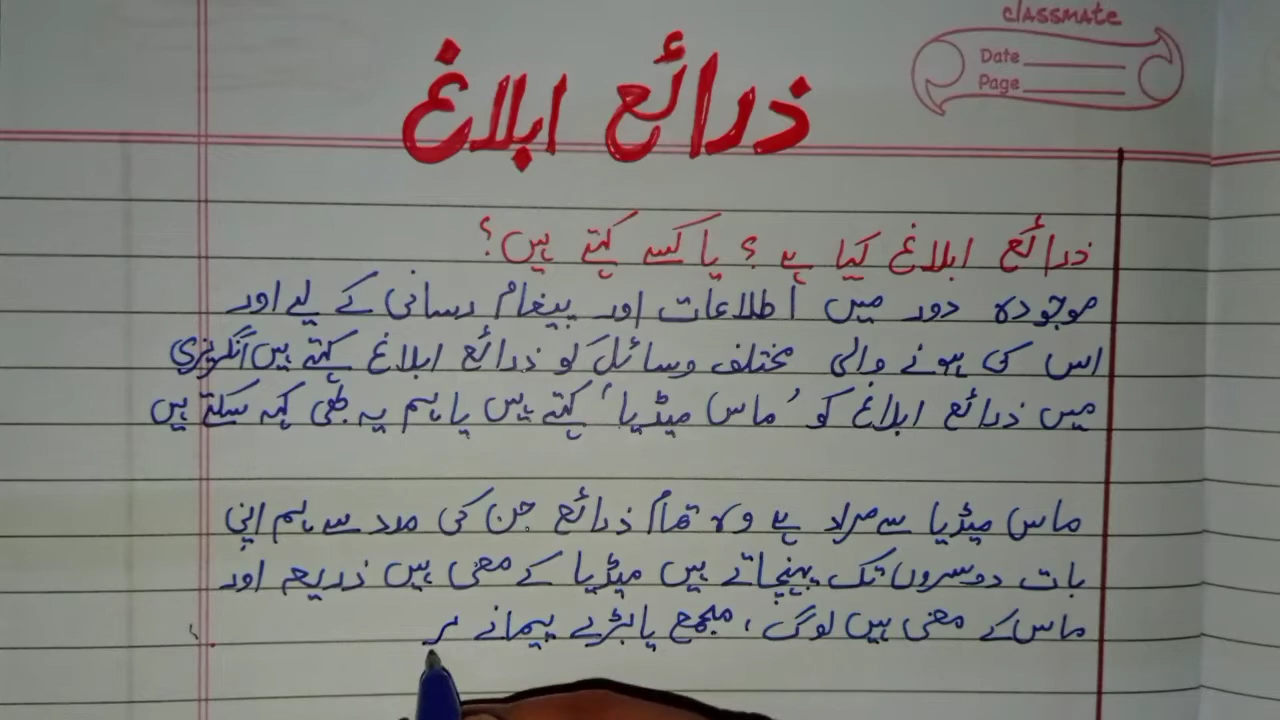 classmate
Date
Page
ذرائع ابلاغ
ذرائع ابلاغ کیا ہے ؟ یا کسے کہتے ہیں؟
موجودہ دور میں اطلاعات اور پیغام رسانی کے لیے اور
اس کی ہونے والی مختلف وسائل کو ذرائع ابلاغ کہتے ہیں انگریزی
میں ذرائع ابلاغ کو 'ماس میڈیا' کہتے ہیں یا ہم یہ بھی کہہ سکتے ہیں
ماس میڈیا سے مراد ہے وہ تمام ذرائع جن کی مدد سے ہم اپنی
بات دوسروں تک پہنچاتے ہیں میڈیا کے معنی ہیں ذریعہ اور
ماس کے معنی ہیں لوگ ، مجمع یا بڑے پیمانے پر